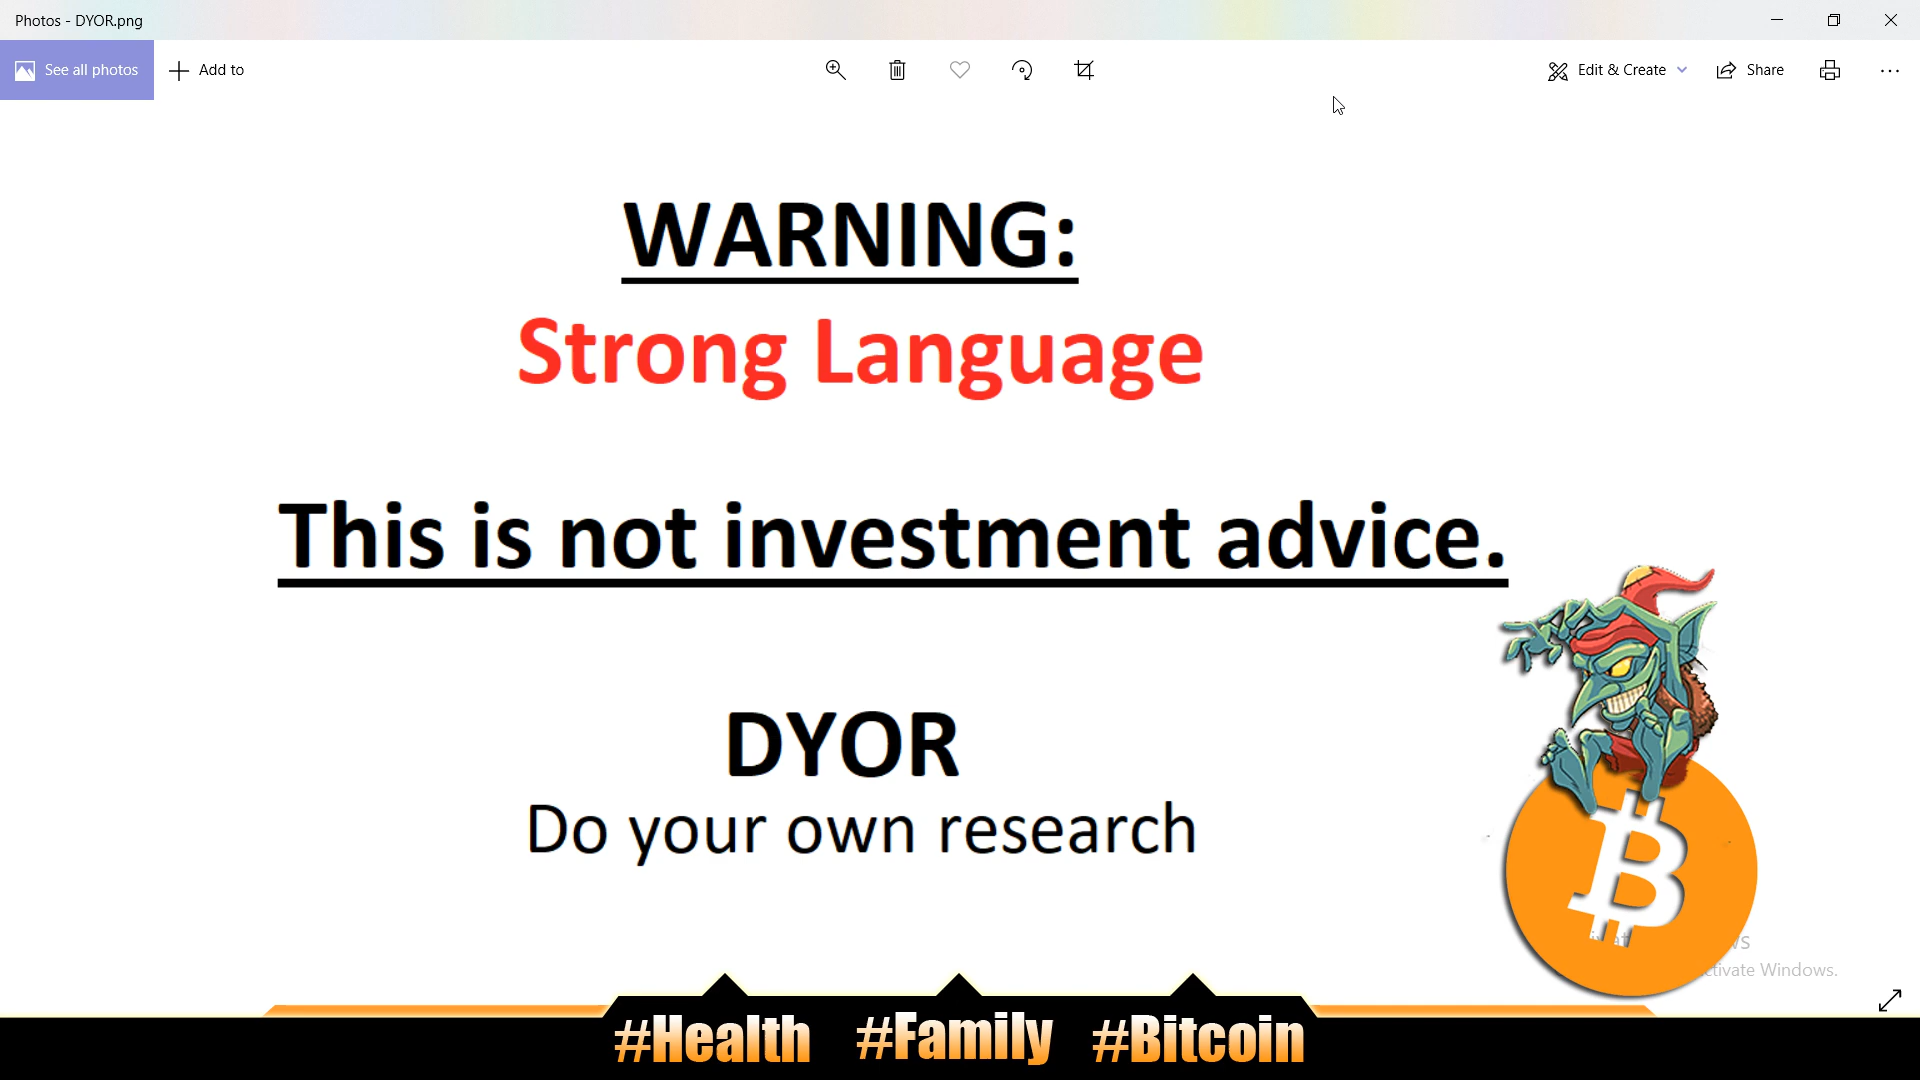 Photos - DYOR.png
See all photos
Add to
Edit & Create
Share
WARNING:
Strong Language
This is not investment advice.
DYOR
Do your own research
Windows.
#Health #Family #Bitcoin